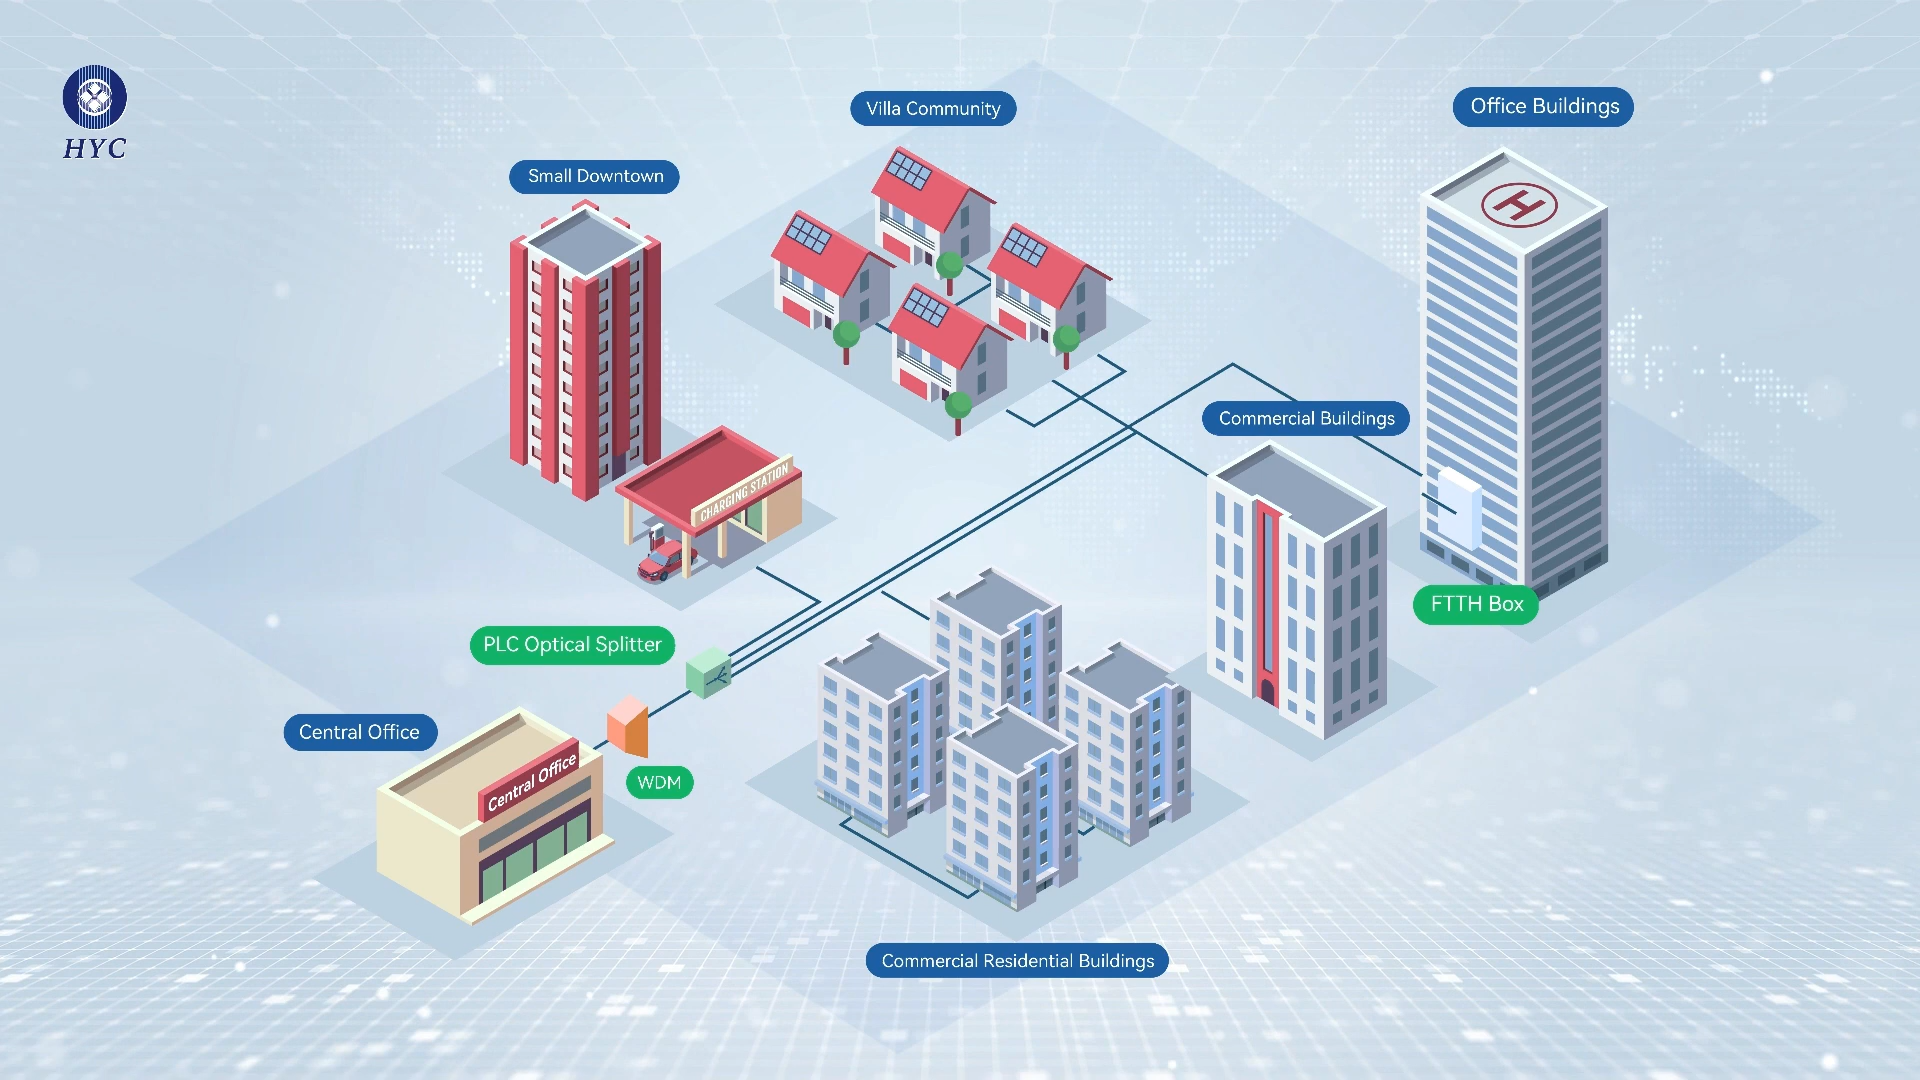 HYC
Villa Community
Office Buildings
Small Downtown
H
Commercial Buildings
CHARGING STATION
FTTH Box
PLC Optical Splitter
Central Office
Central Office
WDM
Commercial Residential Buildings